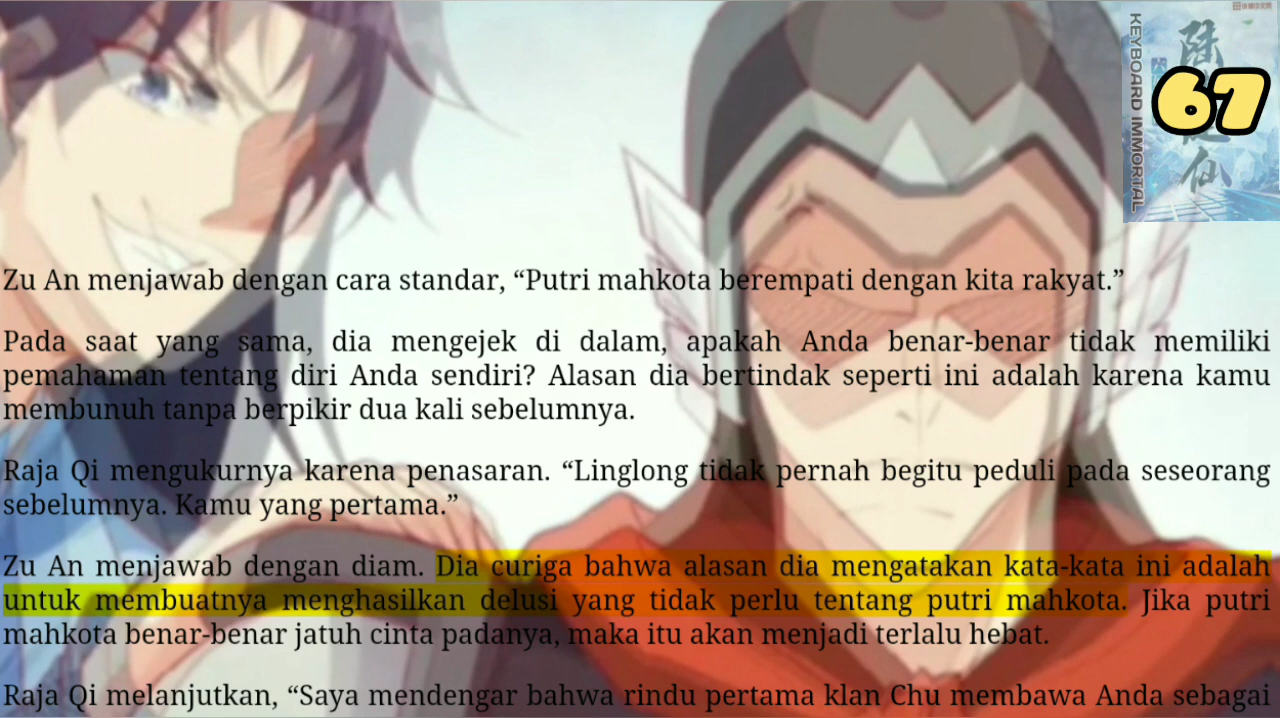 KEYBOARD IMMORTAL
67
仙
Zu An menjawab dengan cara standar, “Putri mahkota berempati dengan kita rakyat.”
Pada saat yang sama, dia mengejek di dalam, apakah Anda benar-benar tidak memiliki
pemahaman tentang diri Anda sendiri? Alasan dia bertindak seperti ini adalah karena kamu
membunuh tanpa berpikir dua kali sebelumnya.
Raja Qi mengukurnya karena penasaran. “Linglong tidak pernah begitu peduli pada seseorang
sebelumnya. Kamu yang pertama.”
Zu An menjawab dengan diam. Dia curiga bahwa alasan dia mengatakan kata-kata ini adalah
untuk membuatnya menghasilkan delusi yang tidak perlu tentang putri mahkota. Jika putri
mahkota benar-benar jatuh cinta padanya, maka itu akan menjadi terlalu hebat.
Raja Qi melanjutkan, “Saya mendengar bahwa rindu pertama klan Chu membawa Anda sebagai